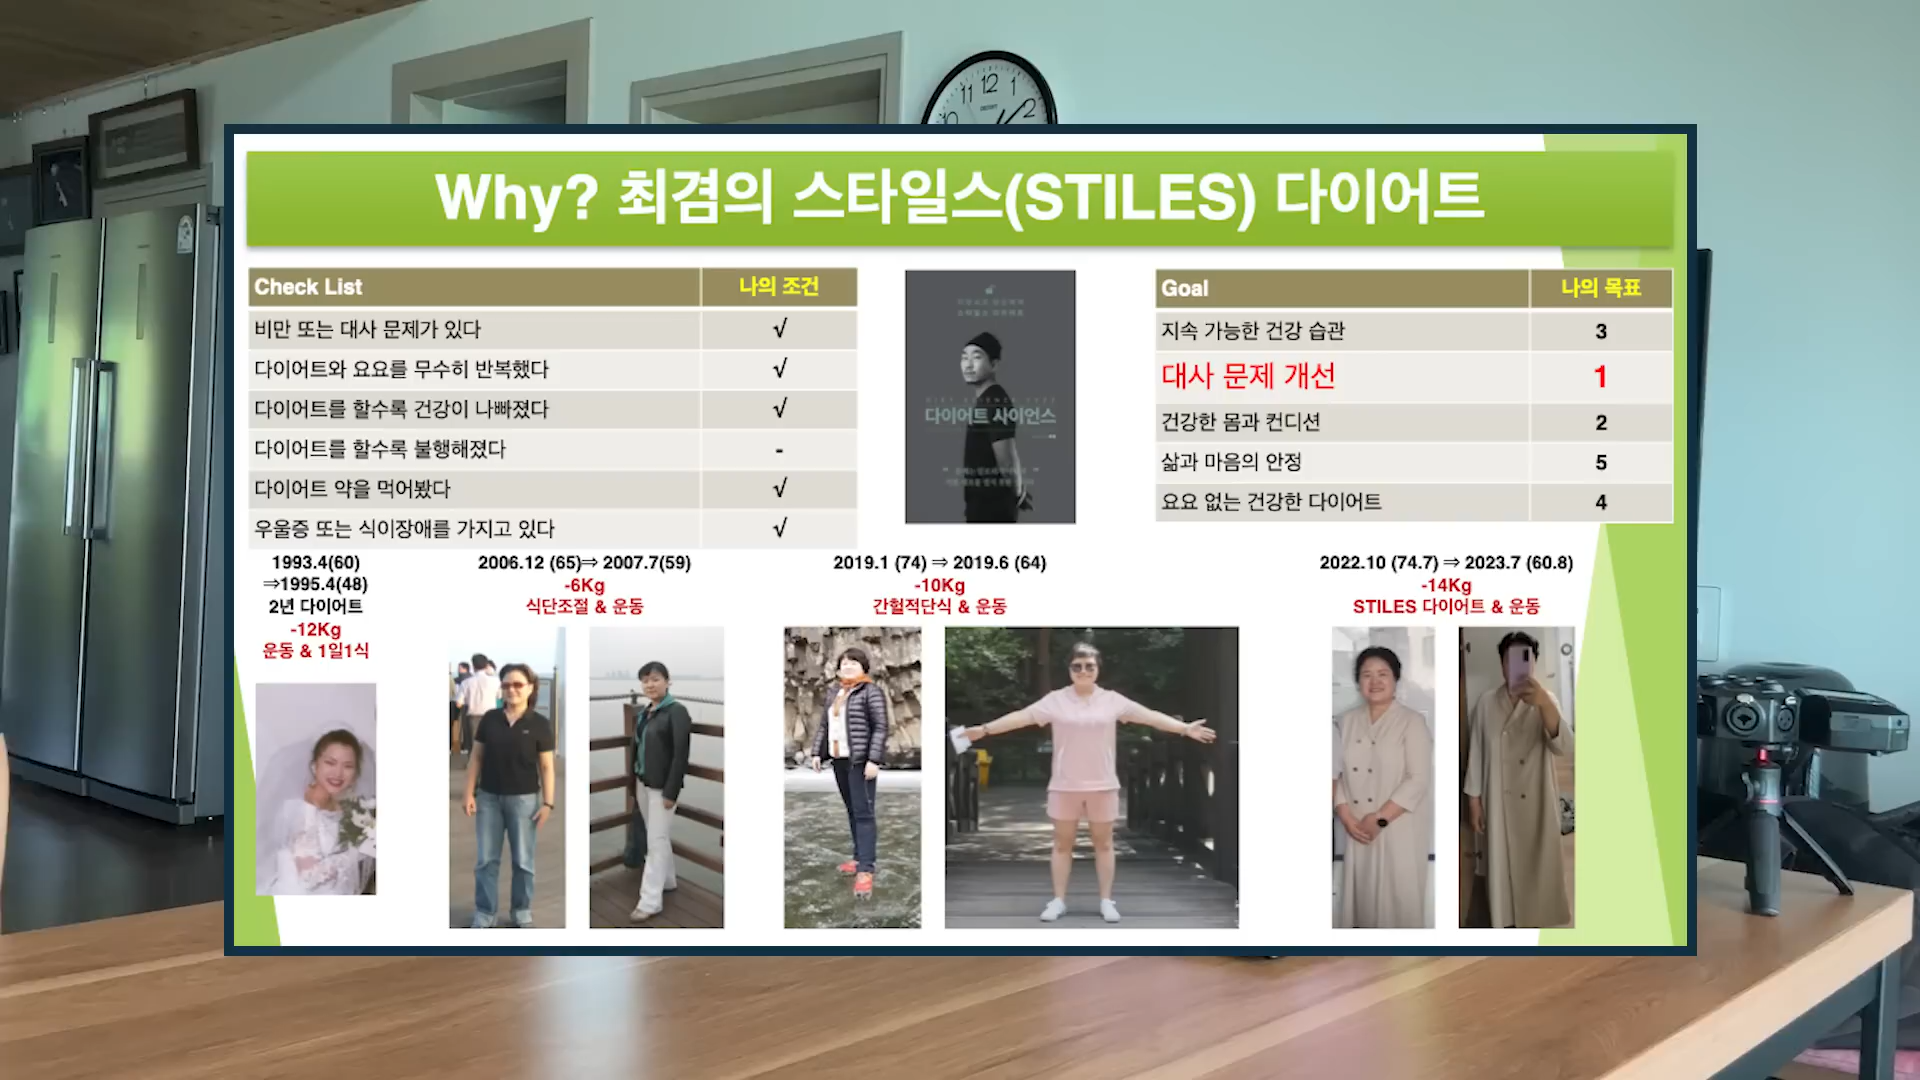 11 12 1
10 2
Why? 최겸의 스타일스(STILES) 다이어트
Check List 나의 조건
비만 또는 대사 문제가 있다 √
다이어트와 요요를 무수히 반복했다 √
다이어트를 할수록 건강이 나빠졌다 √
다이어트를 할수록 불행해졌다 -
다이어트 약을 먹어봤다 √
우울증 또는 식이장애를 가지고 있다 √
다이어트 사이언스
Goal 나의 목표
지속 가능한 건강 습관 3
대사 문제 개선 1
건강한 몸과 컨디션 2
삶과 마음의 안정 5
요요 없는 건강한 다이어트 4
1993.4(60)
⇒1995.4(48)
2년 다이어트
-12Kg
운동 & 1일1식
2006.12 (65)⇒ 2007.7(59)
-6Kg
식단조절 & 운동
2019.1 (74) ⇒ 2019.6 (64)
-10Kg
간헐적단식 & 운동
2022.10 (74.7) ⇒ 2023.7 (60.8)
-14Kg
STILES 다이어트 & 운동